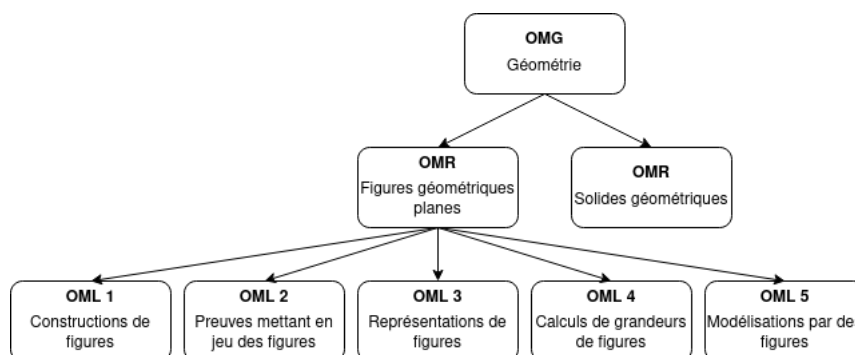 OMG
Géométrie
OMR
Figures géométriques
planes
OMR
Solides géométriques
OML 1
Constructions de
figures
OML 2
Preuves mettant en
jeu des figures
OML 3
Représentations de
figures
OML 4
Calculs de grandeurs
de figures
OML 5
Modélisations par de
figures